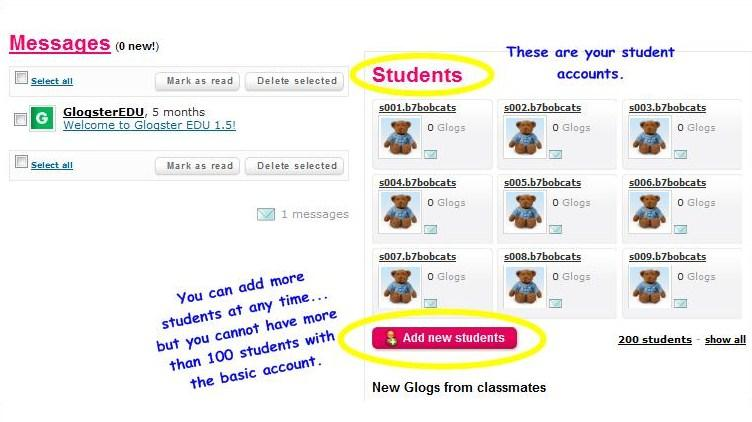 Messages (0 new!)
Select all Mark as read Delete selected
GlogsterEDU, 5 months
Welcome to Glogster EDU 1.5!
Select all Mark as read Delete selected
1 messages
You can add more
students at any time...
but you cannot have more
than 100 students with
the basic account.
These are your student
accounts.
Students
s001.b7bobcats s002.b7bobcats s003.b7bobcats
0 Glogs 0 Glogs 0 Glogs
s004.b7bobcats s005.b7bobcats s006.b7bobcats
0 Glogs 0 Glogs 0 Glogs
s007.b7bobcats s008.b7bobcats s009.b7bobcats
0 Glogs 0 Glogs 0 Glogs
Add new students
200 students - show all
New Glogs from classmates